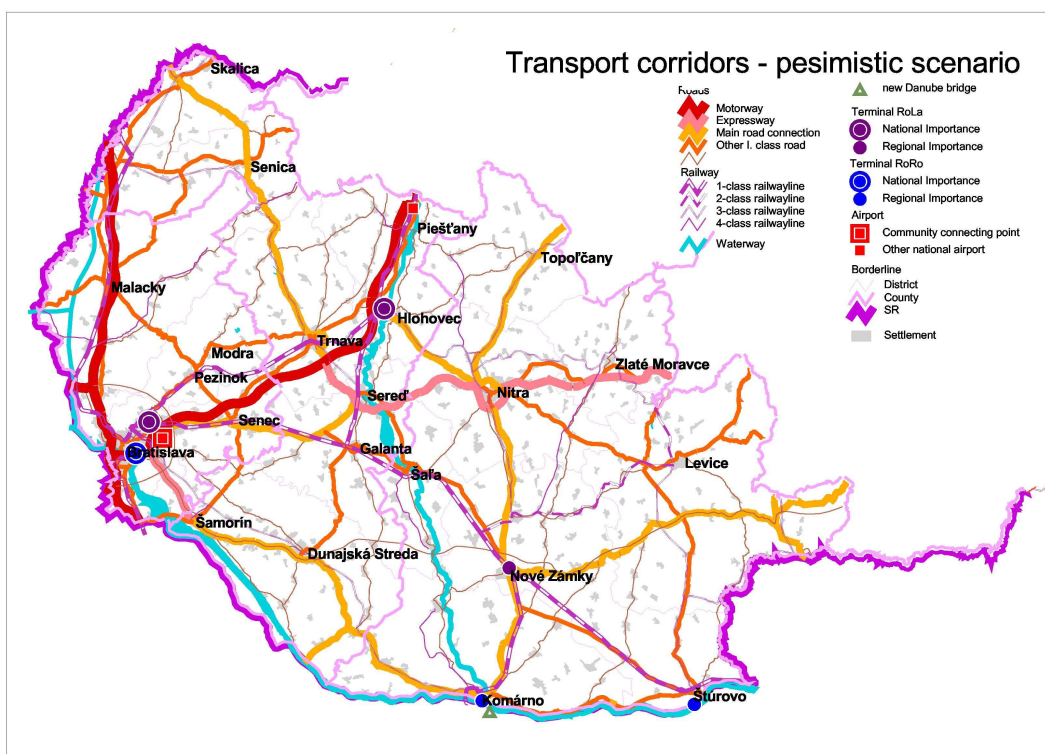 Transport corridors - pesimistic scenario
Roads
Motorway
Expressway
Main road connection
Other I. class road
Railway
1-class railwayline
2-class railwayline
3-class railwayline
4-class railwayline
Waterway
new Danube bridge
Terminal RoLa
National Importance
Regional Importance
Terminal RoRo
National Importance
Regional Importance
Airport
Community connecting point
Other national airport
Borderline
District
County
SR
Settlement
Skalica
Senica
Piešťany
Topoľčany
Malacky
Hlohovec
Trnava
Modra
Zlaté Moravce
Pezinok
Sereď
Nitra
Senec
Galanta
Bratislava
Levice
Šaľa
Šamorín
Dunajská Streda
Nové Zámky
Komárno
Štúrovo